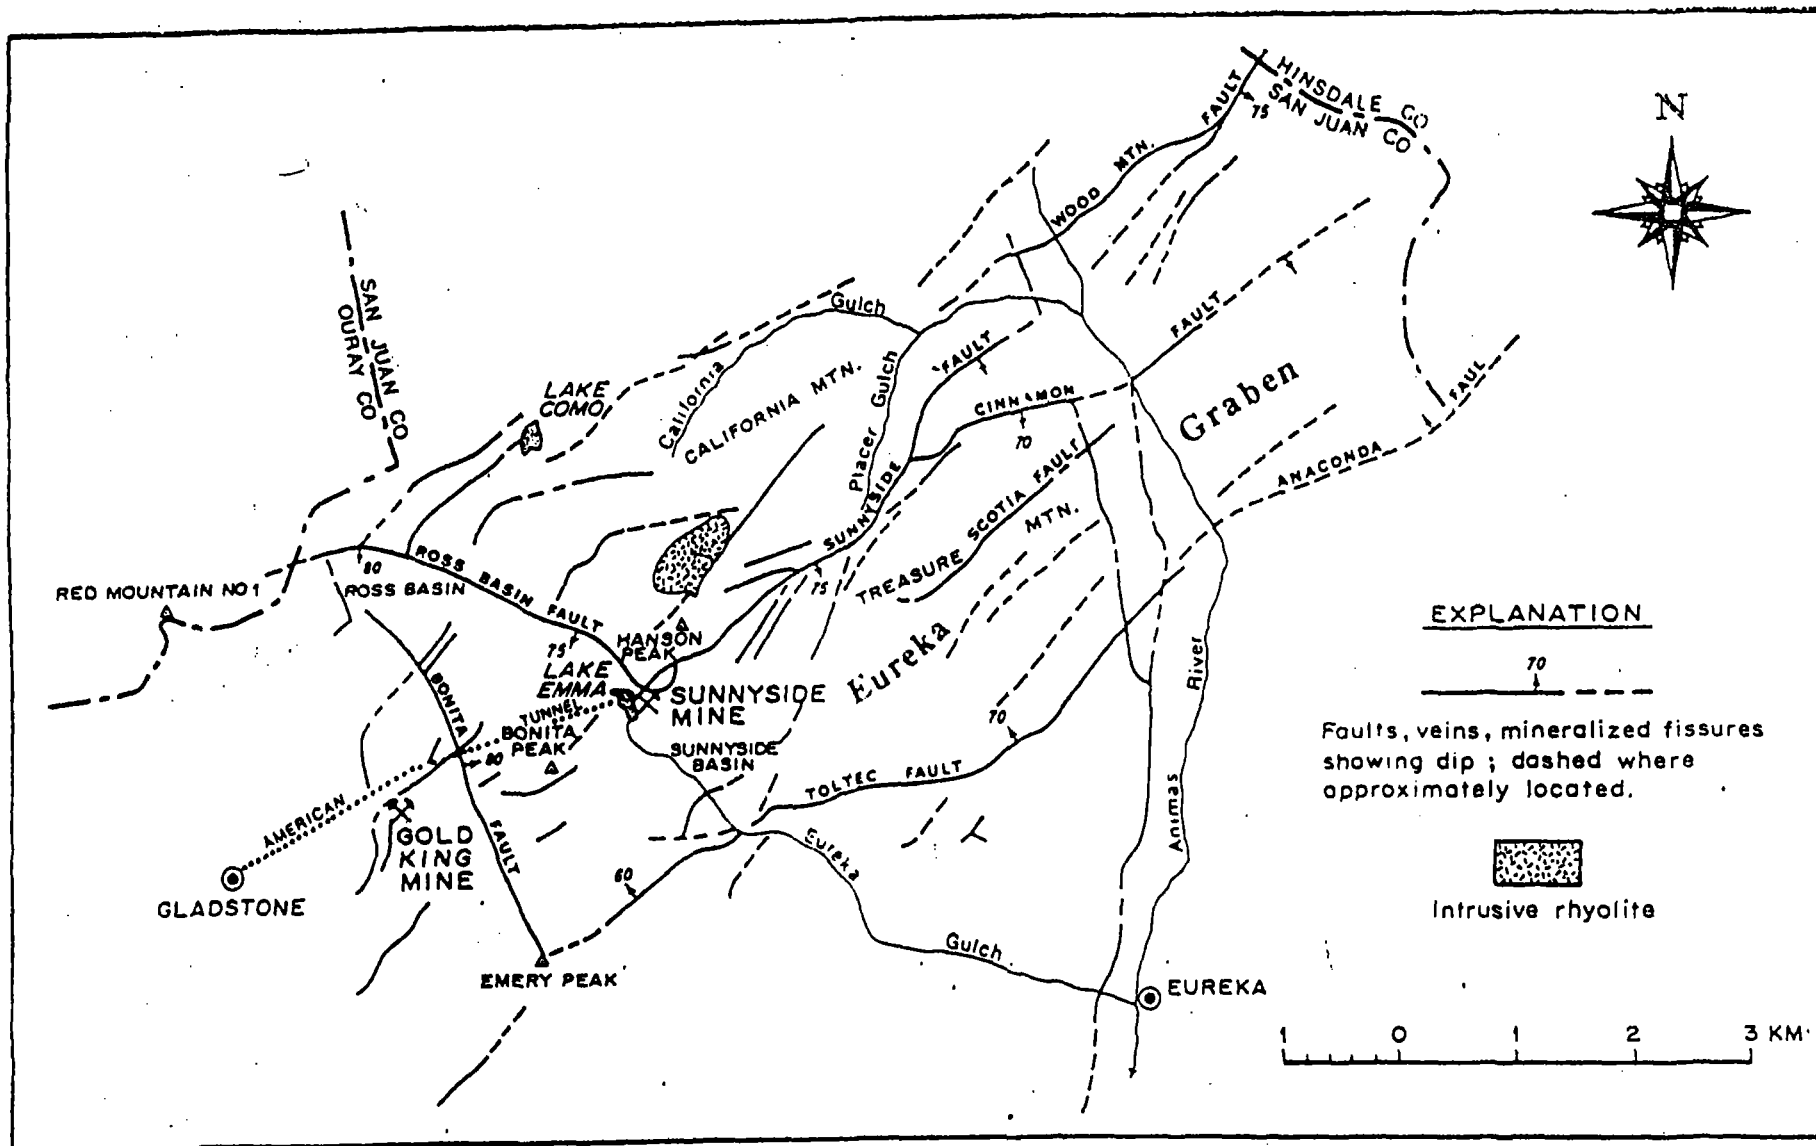 HINSDALE CO
SAN JUAN CO
N
75
WOOD MTN. FAULT
SAN JUAN CO
OURAY CO
Gulch
California
CALIFORNIA MTN.
Placer Gulch
LAKE
COMO
FAULT
CINNAMON
70
FAULT
Graben
ANACONDA FAUL
SUNNYSIDE
75
TREASURE SCOTIA FAULT
MTN.
80
ROSS BASIN FAULT
ROSS BASIN
RED MOUNTAIN NO 1
75
HANSON
PEAK
LAKE
EMMA
Eureka
SUNNYSIDE
MINE
TUNNEL
BONITA
PEAK
SUNNYSIDE
BASIN
BONITA
80
FAULT
70
TOLTEC FAULT
River
Animas
AMERICAN
GOLD
KING
MINE
GLADSTONE
60
Eureka
Gulch
EMERY PEAK
EUREKA
EXPLANATION
70
Faults, veins, mineralized fissures
showing dip ; dashed where
approximately located.
Intrusive rhyolite
1 0 1 2 3 KM.